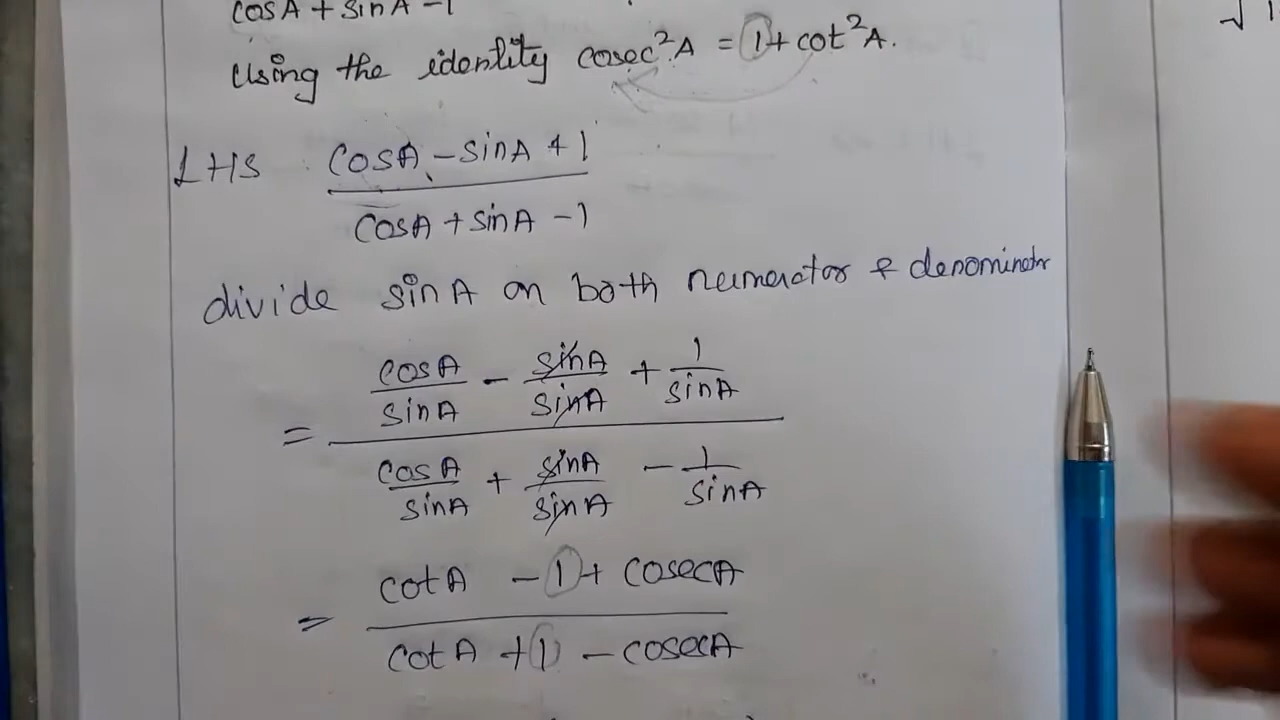 cosA + sinA - 1
Using the identity cosec²A = 1 + cot²A.
LHS
cosA - sinA + 1
cosA + sinA - 1
divide sinA on both numerator & denominator
cosA/sinA - sinA/sinA + 1/sinA
=
cosA/sinA + sinA/sinA - 1/sinA
cotA - 1 + cosecA
=
cotA + 1 - cosecA